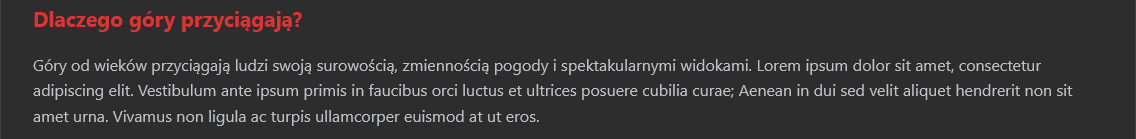 Dlaczego góry przyciągają?
Góry od wieków przyciągają ludzi swoją surowością, zmiennością pogody i spektakularnymi widokami. Lorem ipsum dolor sit amet, consectetur
adipiscing elit. Vestibulum ante ipsum primis in faucibus orci luctus et ultrices posuere cubilia curae; Aenean in dui sed velit aliquet hendrerit non sit
amet urna. Vivamus non ligula ac turpis ullamcorper euismod at ut eros.